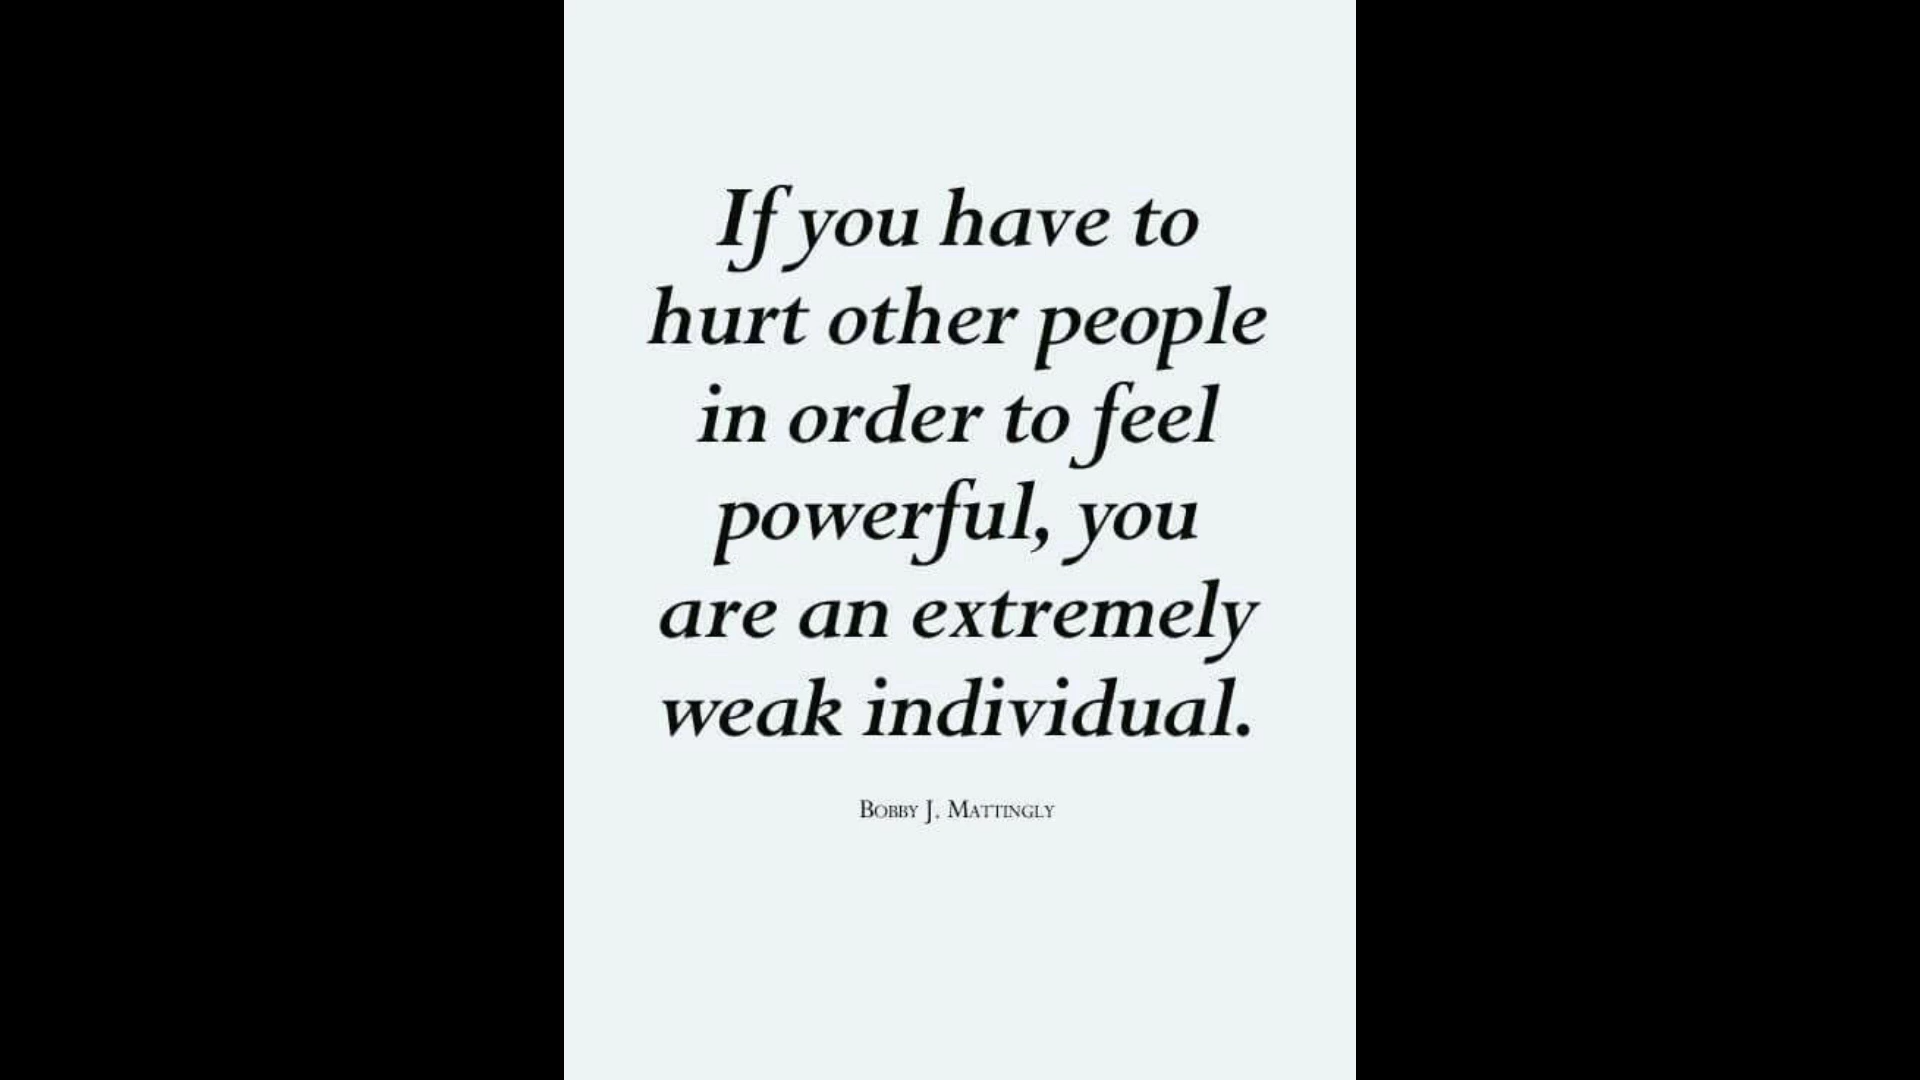 If you have to
hurt other people
in order to feel
powerful, you
are an extremely
weak individual.
Bobby J. Mattingly